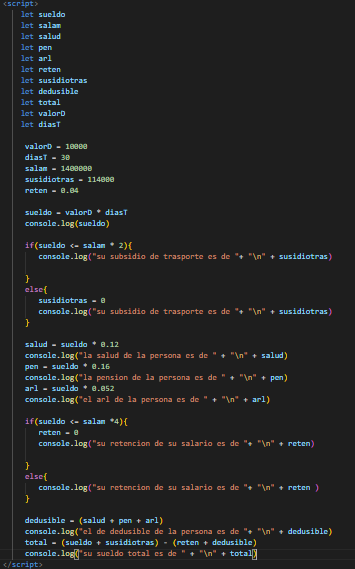 <script>
let sueldo
let salam
let salud
let pen
let arl
let reten
let susidiotras
let dedusible
let total
let valorD
let diasT
valorD = 10000
diasT = 30
salam = 1400000
susidiotras = 114000
reten = 0.04
sueldo = valorD * diasT
console.log(sueldo)
if(sueldo <= salam * 2){
console.log("su subsidio de trasporte es de "+ "\n" + susidiotras)
}
else{
susidiotras = 0
console.log("su subsidio de trasporte es de "+ "\n" + susidiotras)
}
salud = sueldo * 0.12
console.log("la salud de la persona es de " + "\n" + salud)
pen = sueldo * 0.16
console.log("la pension de la persona es de " + "\n" + pen)
arl = sueldo * 0.052
console.log("el arl de la persona es de " + "\n" + arl)
if(sueldo <= salam *4){
reten = 0
console.log("su retencion de su salario es de "+ "\n" + reten)
}
else{
console.log("su retencion de su salario es de "+ "\n" + reten )
}
dedusible = (salud + pen + arl)
console.log("el de dedusible de la persona es de "+ "\n" + dedusible)
total = (sueldo + susidiotras) - (reten + dedusible)
console.log("su sueldo total es de " + "\n" + total)
</script>